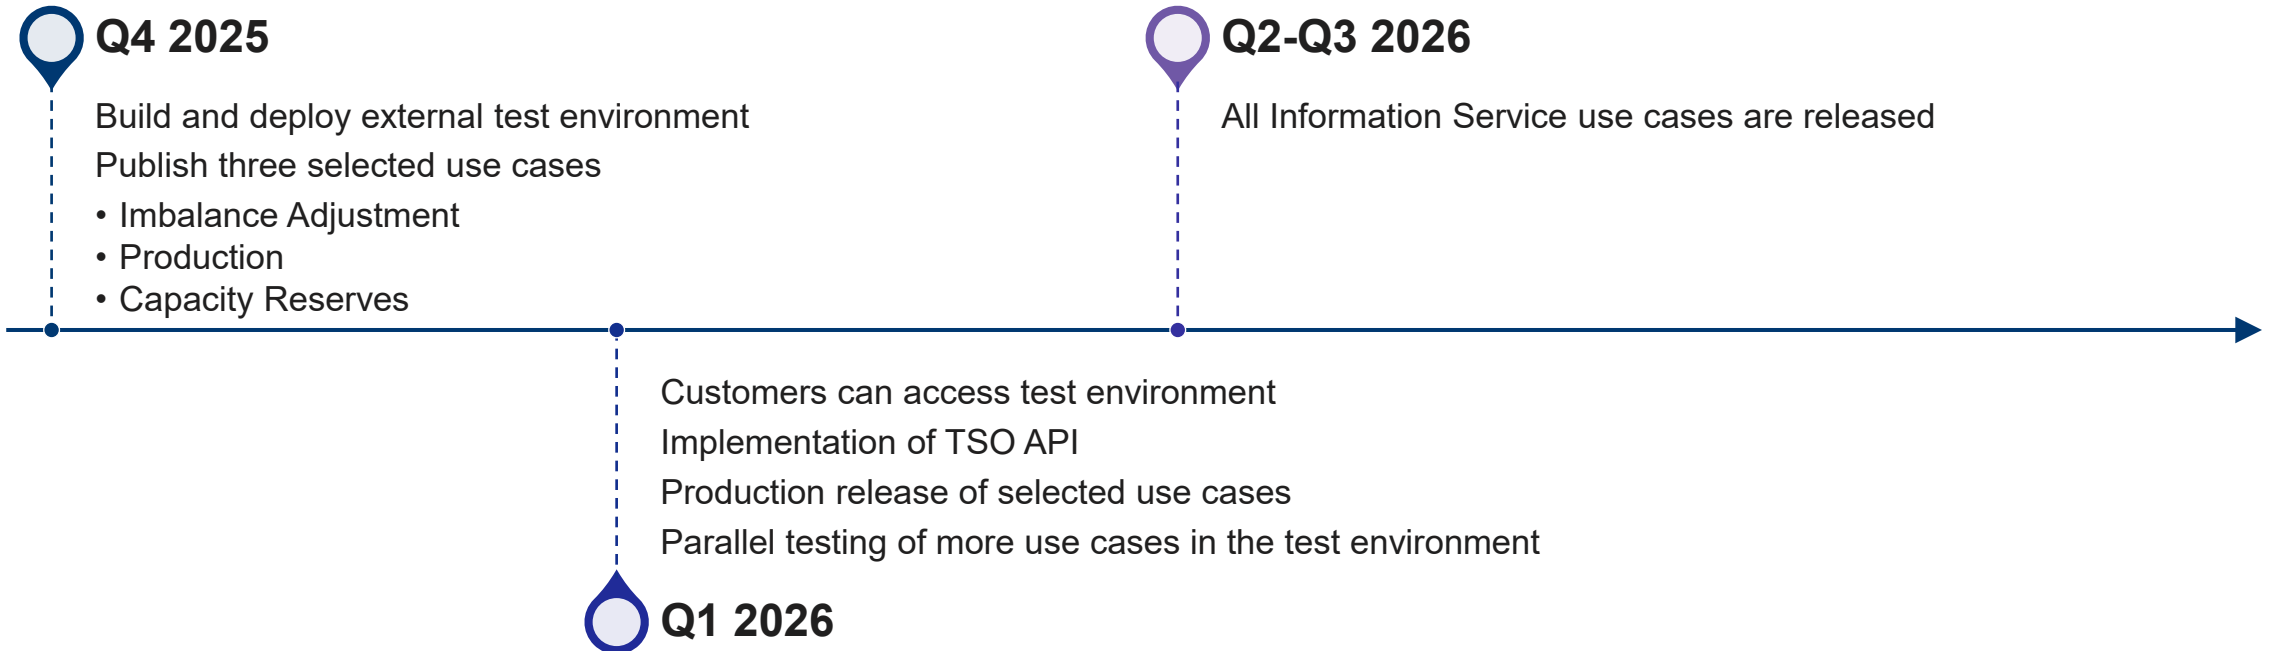 Q4 2025
Build and deploy external test environment
Publish three selected use cases
• Imbalance Adjustment
• Production
• Capacity Reserves
Q2-Q3 2026
All Information Service use cases are released
Customers can access test environment
Implementation of TSO API
Production release of selected use cases
Parallel testing of more use cases in the test environment
Q1 2026